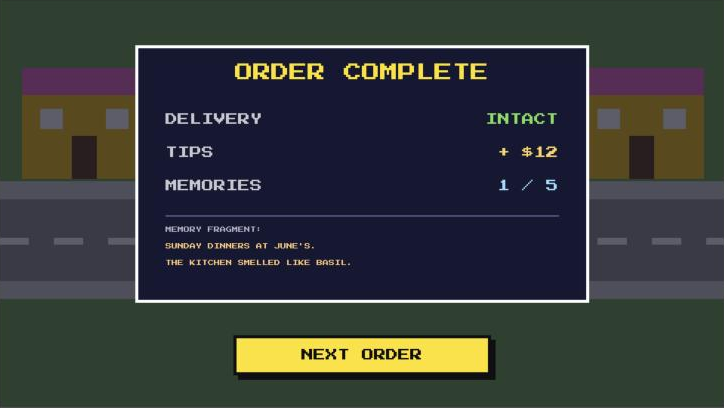 ORDER COMPLETE
DELIVERY INTACT
TIPS + $12
MEMORIES 1 / 5
MEMORY FRAGMENT:
SUNDAY DINNERS AT JUNE'S.
THE KITCHEN SMELLED LIKE BASIL.
NEXT ORDER